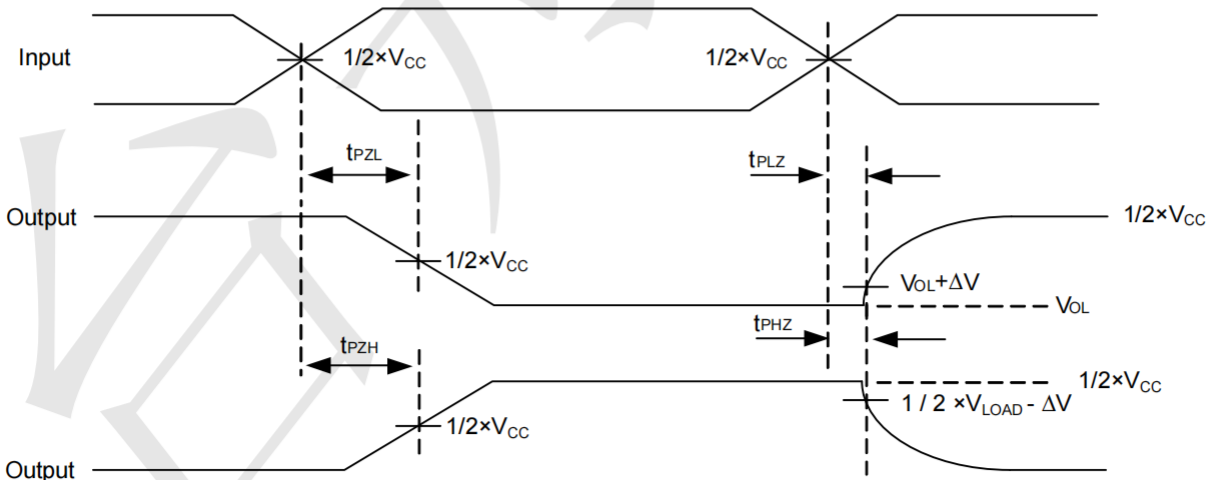 Input
1/2×VCC
1/2×VCC
tPZL
tPLZ
Output
1/2×VCC
1/2×VCC
VOL+ΔV
VOL
tPHZ
tPZH
1/2×VCC
1 / 2 ×VLOAD - ΔV
1/2×VCC
Output